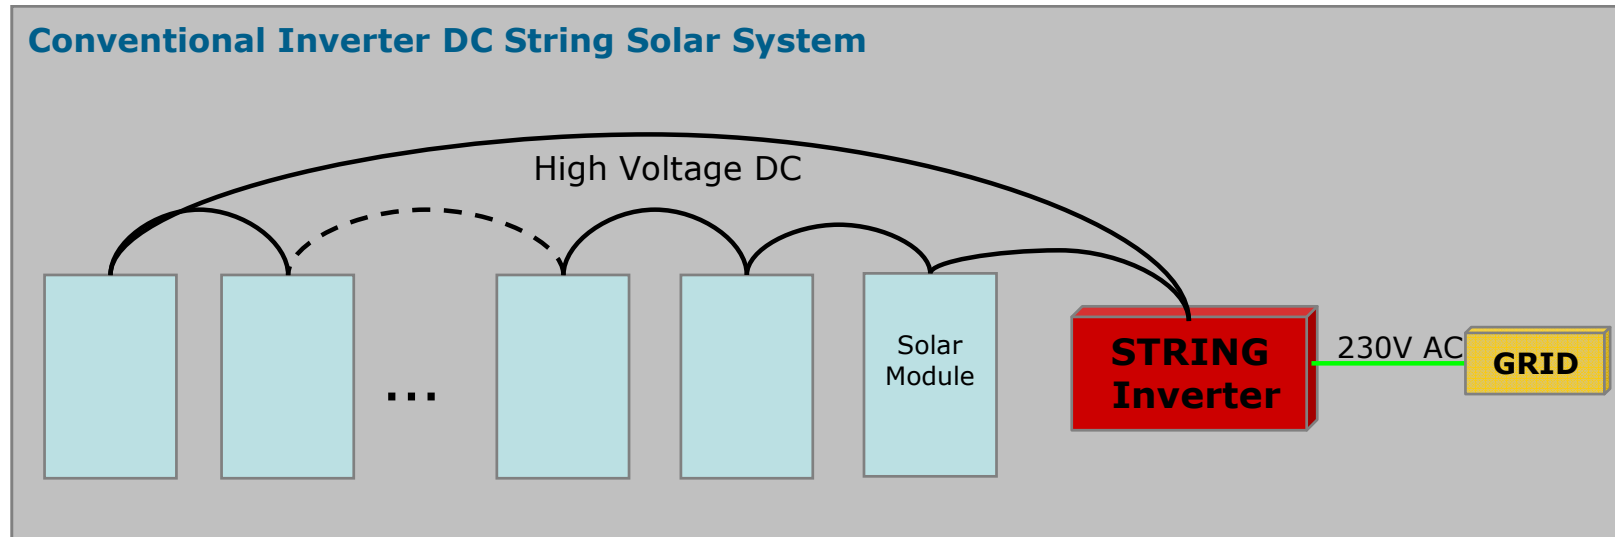 Conventional Inverter DC String Solar System
High Voltage DC
Solar
Module
...
STRING
Inverter
230V AC
GRID